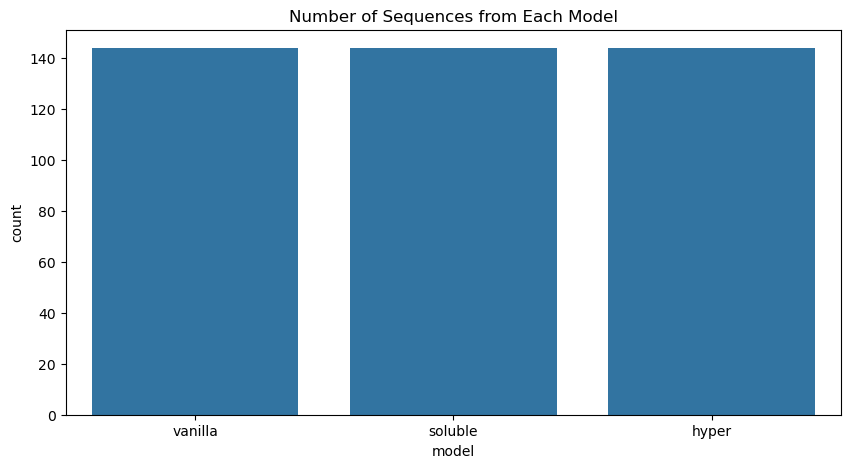 Number of Sequences from Each Model
140
120
100
80
60
40
20
0
count
vanilla soluble hyper
model